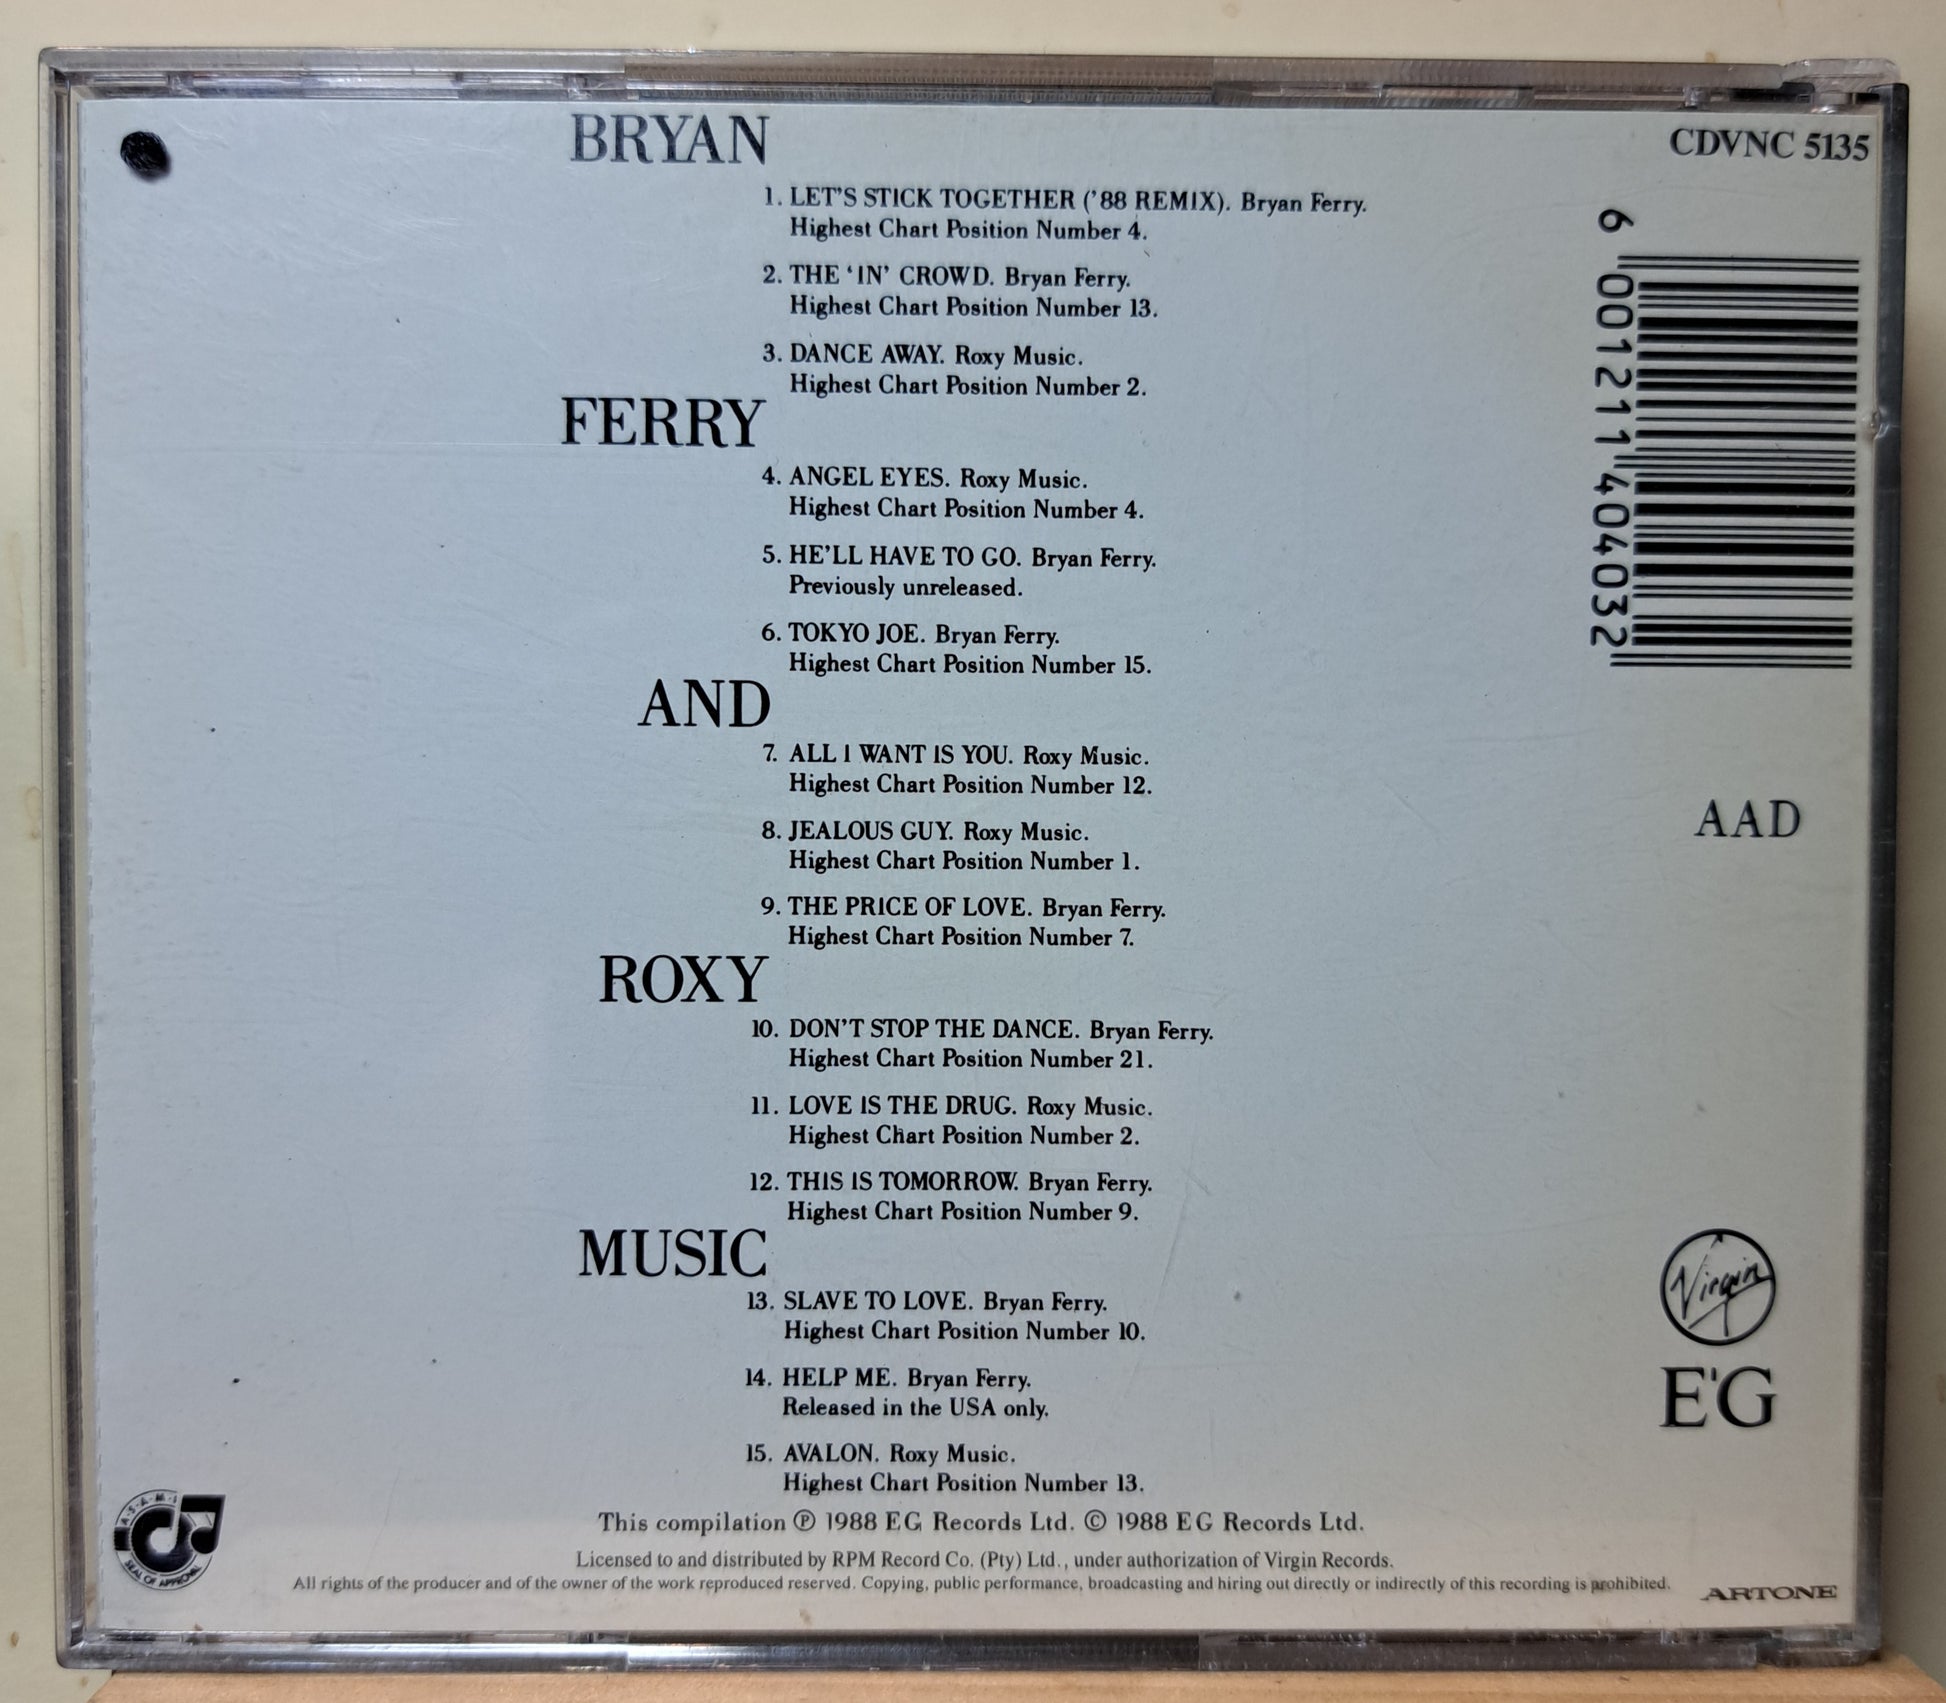 BRYAN
CDVNC 5135
1. LET'S STICK TOGETHER ('88 REMIX). Bryan Ferry.
Highest Chart Position Number 4.
2. THE 'IN' CROWD. Bryan Ferry.
Highest Chart Position Number 13.
3. DANCE AWAY. Roxy Music.
Highest Chart Position Number 2.
FERRY
4. ANGEL EYES. Roxy Music.
Highest Chart Position Number 4.
5. HE'LL HAVE TO GO. Bryan Ferry.
Previously unreleased.
6. TOKYO JOE. Bryan Ferry.
Highest Chart Position Number 15.
6 001211 404032
AND
7. ALL I WANT IS YOU. Roxy Music.
Highest Chart Position Number 12.
8. JEALOUS GUY. Roxy Music.
Highest Chart Position Number 1.
AAD
9. THE PRICE OF LOVE. Bryan Ferry.
Highest Chart Position Number 7.
ROXY
10. DON'T STOP THE DANCE. Bryan Ferry.
Highest Chart Position Number 21.
11. LOVE IS THE DRUG. Roxy Music.
Highest Chart Position Number 2.
12. THIS IS TOMORROW. Bryan Ferry.
Highest Chart Position Number 9.
MUSIC
13. SLAVE TO LOVE. Bryan Ferry.
Highest Chart Position Number 10.
14. HELP ME. Bryan Ferry.
Released in the USA only.
15. AVALON. Roxy Music.
Highest Chart Position Number 13.
Virgin
E'G
A·S·A·M·I
SEAL OF APPROVAL
This compilation ℗ 1988 EG Records Ltd. © 1988 EG Records Ltd.
Licensed to and distributed by RPM Record Co. (Pty) Ltd., under authorization of Virgin Records.
All rights of the producer and of the owner of the work reproduced reserved. Copying, public performance, broadcasting and hiring out directly or indirectly of this recording is prohibited.
ARTONE